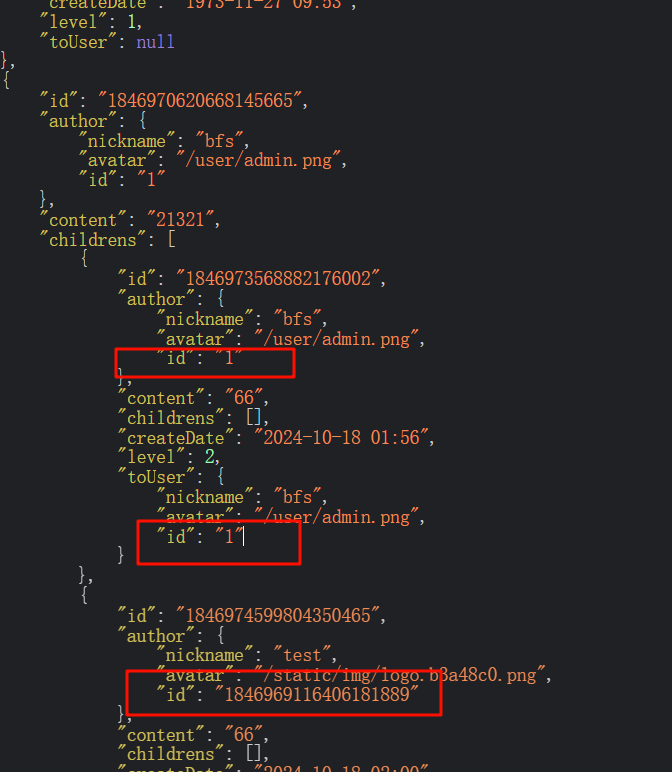 "createDate": "1973-11-27 09:53",
"level": 1,
"toUser": null
},
{
"id": "1846970620668145665",
"author": {
"nickname": "bfs",
"avatar": "/user/admin.png",
"id": "1"
},
"content": "21321",
"childrens": [
{
"id": "1846973568882176002",
"author": {
"nickname": "bfs",
"avatar": "/user/admin.png",
"id": "1"
},
"content": "66",
"childrens": [],
"createDate": "2024-10-18 01:56",
"level": 2,
"toUser": {
"nickname": "bfs",
"avatar": "/user/admin.png",
"id": "1"
}
},
{
"id": "1846974599804350465",
"author": {
"nickname": "test",
"avatar": "/static/img/logo.b3a48c0.png",
"id": "1846969116406181889"
},
"content": "66",
"childrens": [],
"createDate": "2024-10-18 02:00"